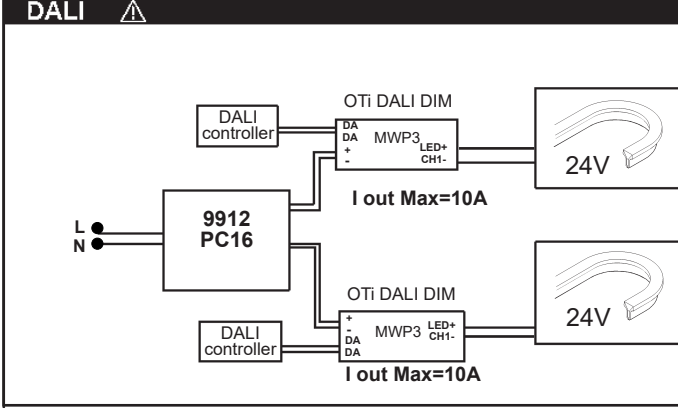 DALI
OTi DALI DIM
DALI
controller
DA
DA
+
-
MWP3
LED+
CH1-
24V
I out Max=10A
L
N
9912
PC16
OTi DALI DIM
+
-
DA
DA
MWP3
LED+
CH1-
24V
DALI
controller
I out Max=10A